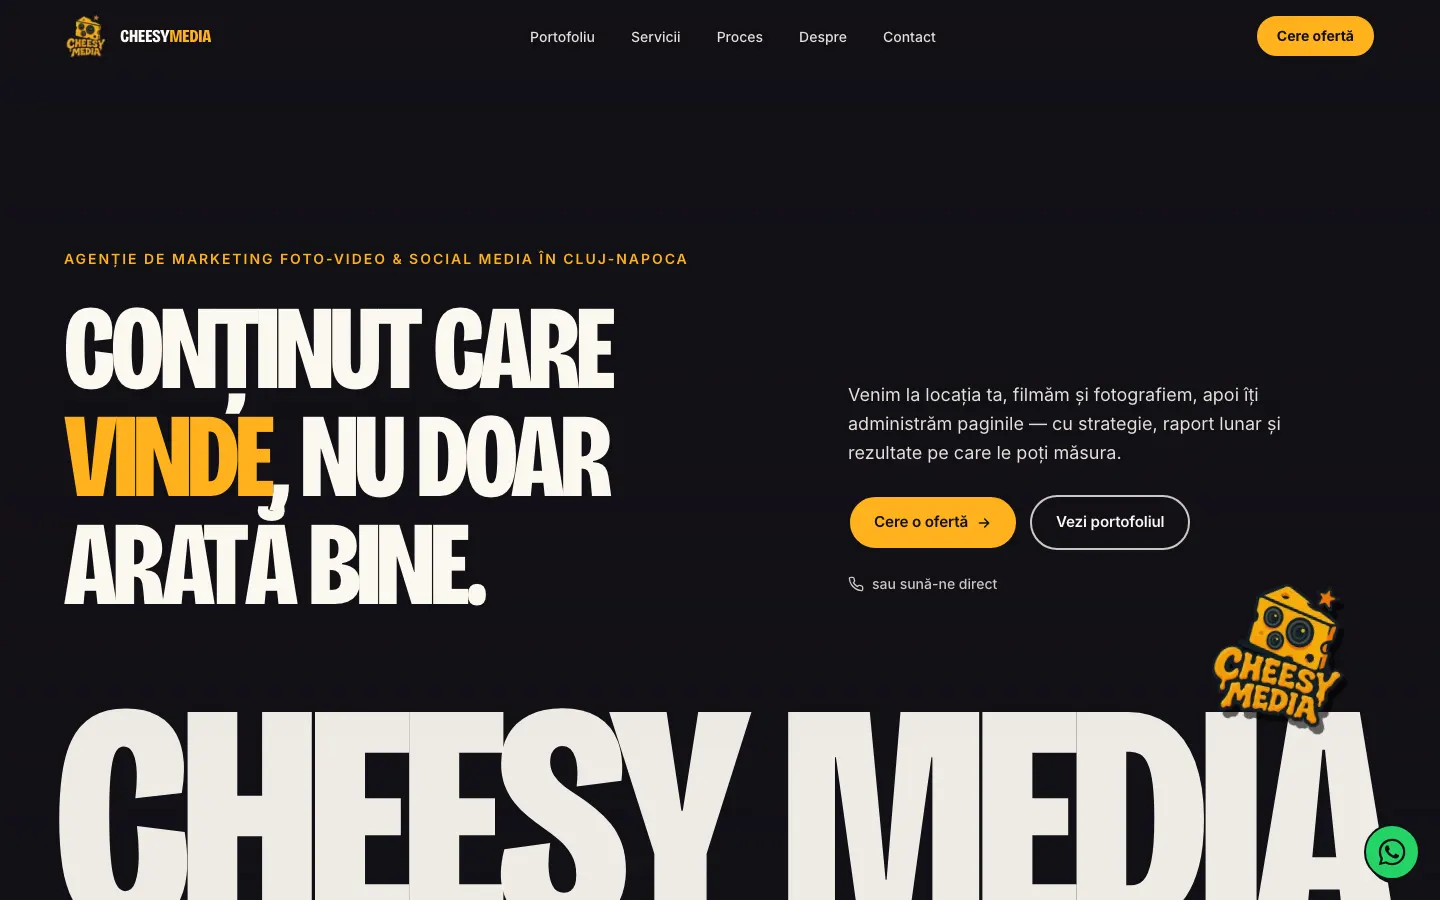 CHEESY
MEDIA
CHEESYMEDIA
Portofoliu
Servicii
Proces
Despre
Contact
Cere ofertă
AGENȚIE DE MARKETING FOTO-VIDEO & SOCIAL MEDIA ÎN CLUJ-NAPOCA
CONȚINUT CARE
VINDE, NU DOAR
ARATĂ BINE.
Venim la locația ta, filmăm și fotografiem, apoi îți
administrăm paginile — cu strategie, raport lunar și
rezultate pe care le poți măsura.
Cere o ofertă →
Vezi portofoliul
sau sună-ne direct
CHEESY
MEDIA
CHEESY MEDIA